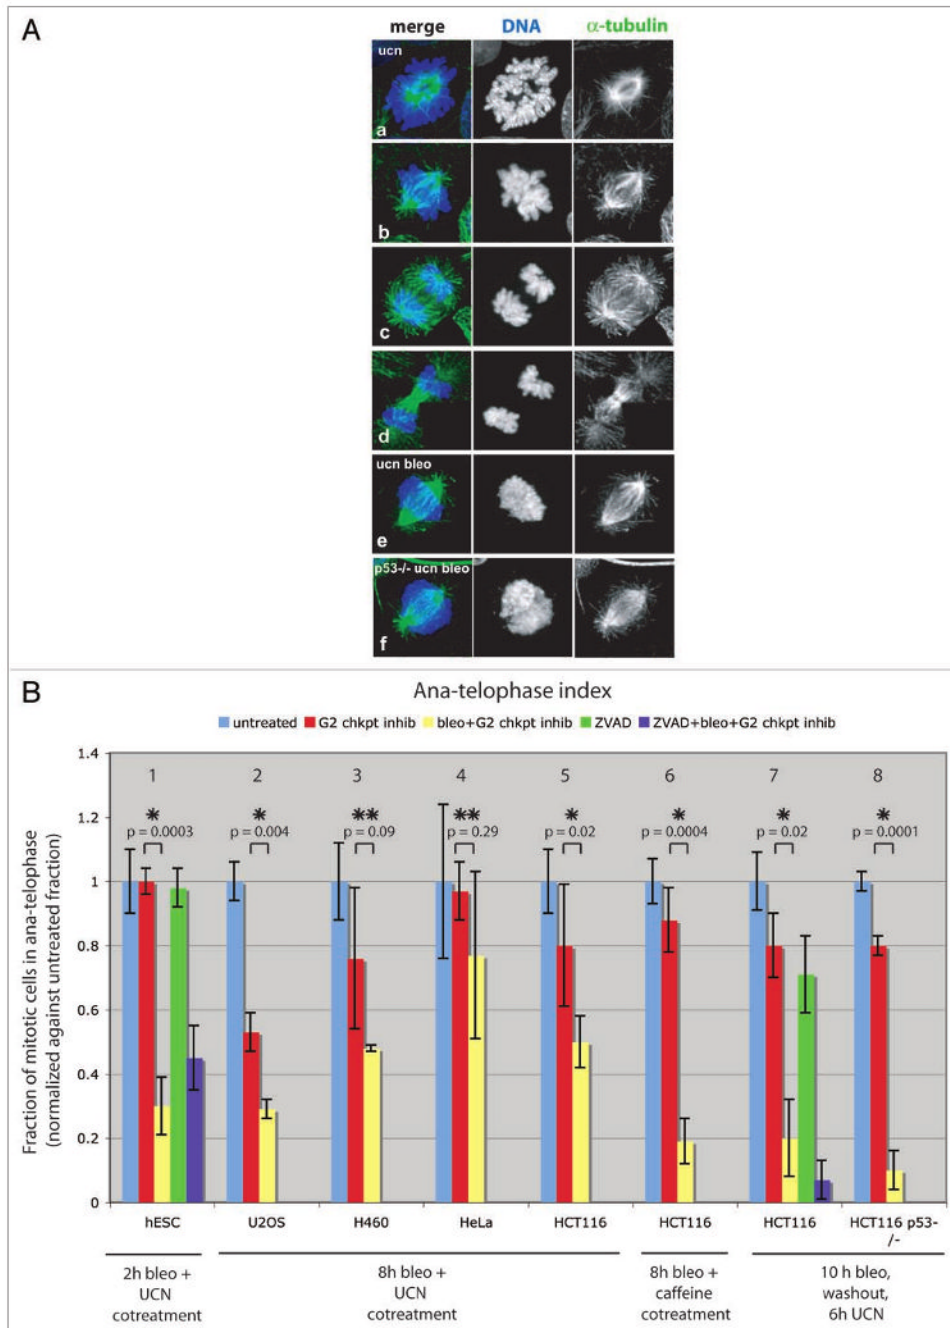 A
merge DNA α-tubulin
ucn
a
b
c
d
ucn bleo
e
p53-/- ucn bleo
f
B
Ana-telophase index
untreated G2 chkpt inhib bleo+G2 chkpt inhib ZVAD ZVAD+bleo+G2 chkpt inhib
Fraction of mitotic cells in ana-telophase
(normalized against untreated fraction)
1.4
1.2
1
0.8
0.6
0.4
0.2
0
1 2 3 4 5 6 7 8
* * ** ** * * * *
p = 0.0003 p = 0.004 p = 0.09 p = 0.29 p = 0.02 p = 0.0004 p = 0.02 p = 0.0001
hESC U2OS H460 HeLa HCT116 HCT116 HCT116 HCT116 p53-
/-
2h bleo +
UCN
cotreatment
8h bleo +
UCN
cotreatment
8h bleo +
caffeine
cotreatment
10 h bleo,
washout,
6h UCN